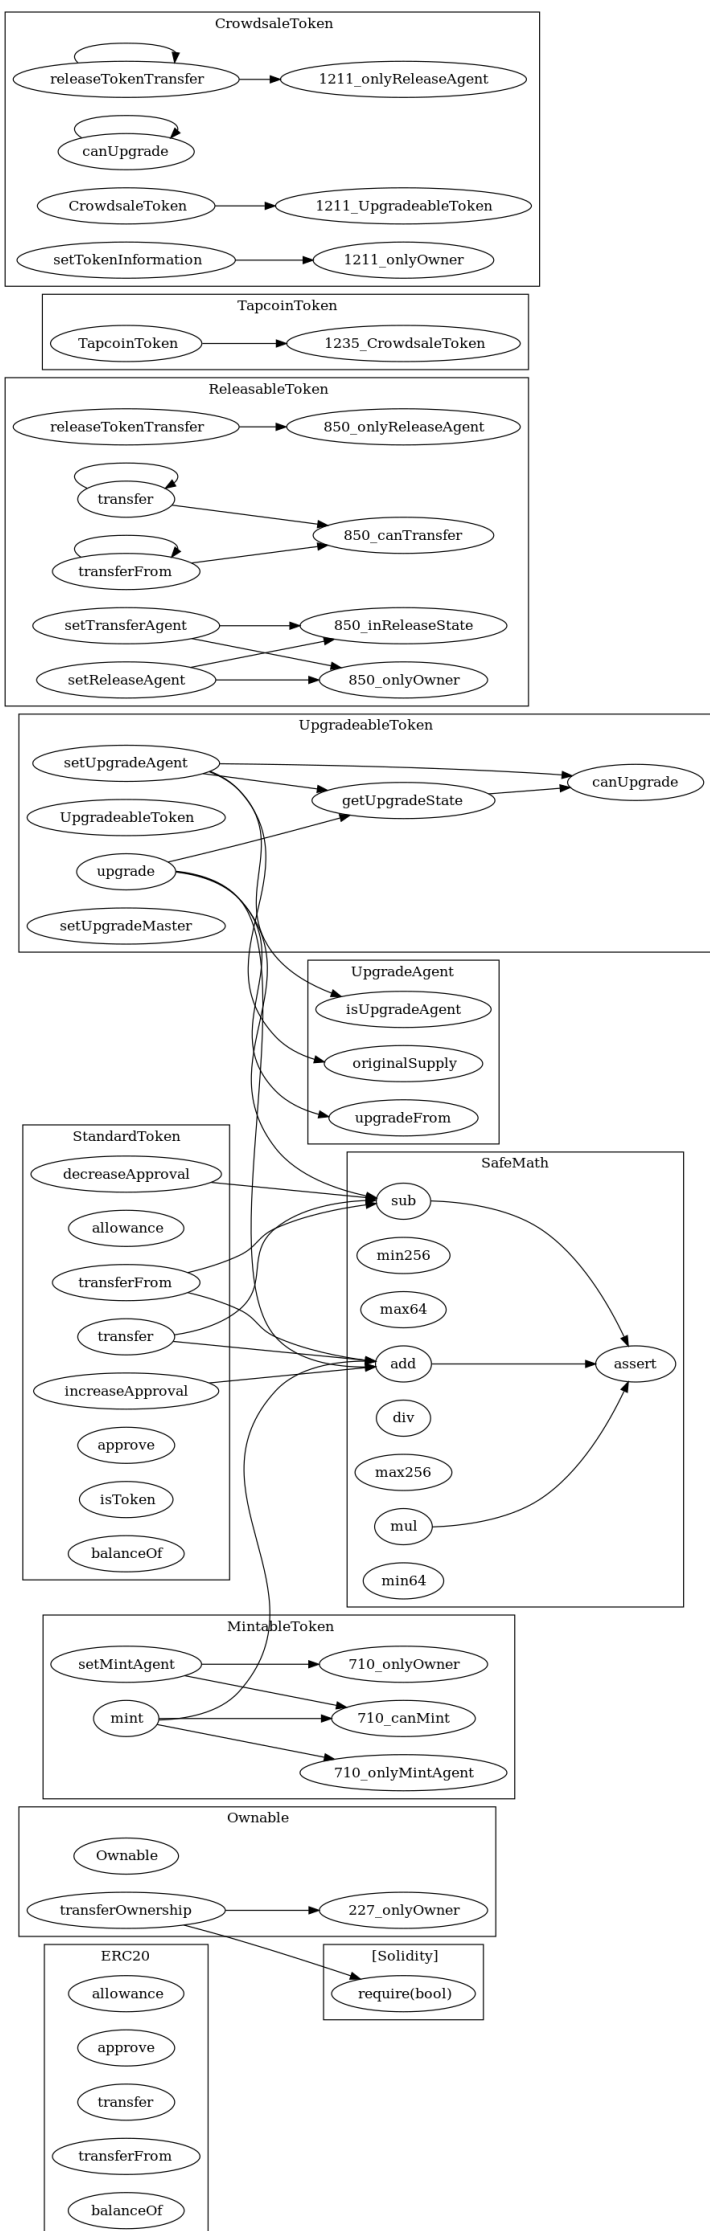 CrowdsaleToken
releaseTokenTransfer
1211_onlyReleaseAgent
canUpgrade
CrowdsaleToken
1211_UpgradeableToken
setTokenInformation
1211_onlyOwner
TapcoinToken
TapcoinToken
1235_CrowdsaleToken
ReleasableToken
releaseTokenTransfer
850_onlyReleaseAgent
transfer
850_canTransfer
transferFrom
setTransferAgent
850_inReleaseState
setReleaseAgent
850_onlyOwner
UpgradeableToken
setUpgradeAgent
canUpgrade
getUpgradeState
UpgradeableToken
upgrade
setUpgradeMaster
UpgradeAgent
isUpgradeAgent
originalSupply
upgradeFrom
StandardToken
decreaseApproval
allowance
transferFrom
transfer
increaseApproval
approve
isToken
balanceOf
SafeMath
sub
min256
max64
add
assert
div
max256
mul
min64
MintableToken
setMintAgent
710_onlyOwner
mint
710_canMint
710_onlyMintAgent
Ownable
Ownable
transferOwnership
227_onlyOwner
ERC20
allowance
approve
transfer
transferFrom
balanceOf
[Solidity]
require(bool)